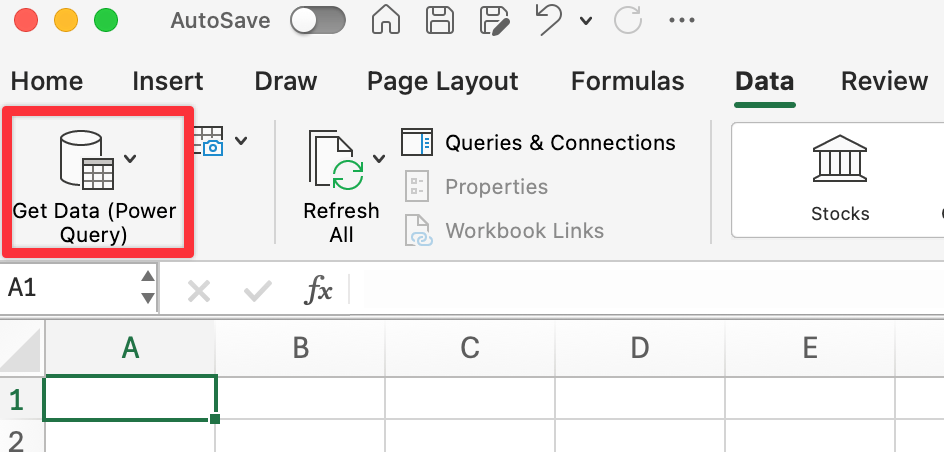 AutoSave
Home Insert Draw Page Layout Formulas Data Review
Get Data (Power
Query)
Refresh
All
Queries & Connections
Properties
Workbook Links
Stocks
A1
fx
A B C D E
1
2